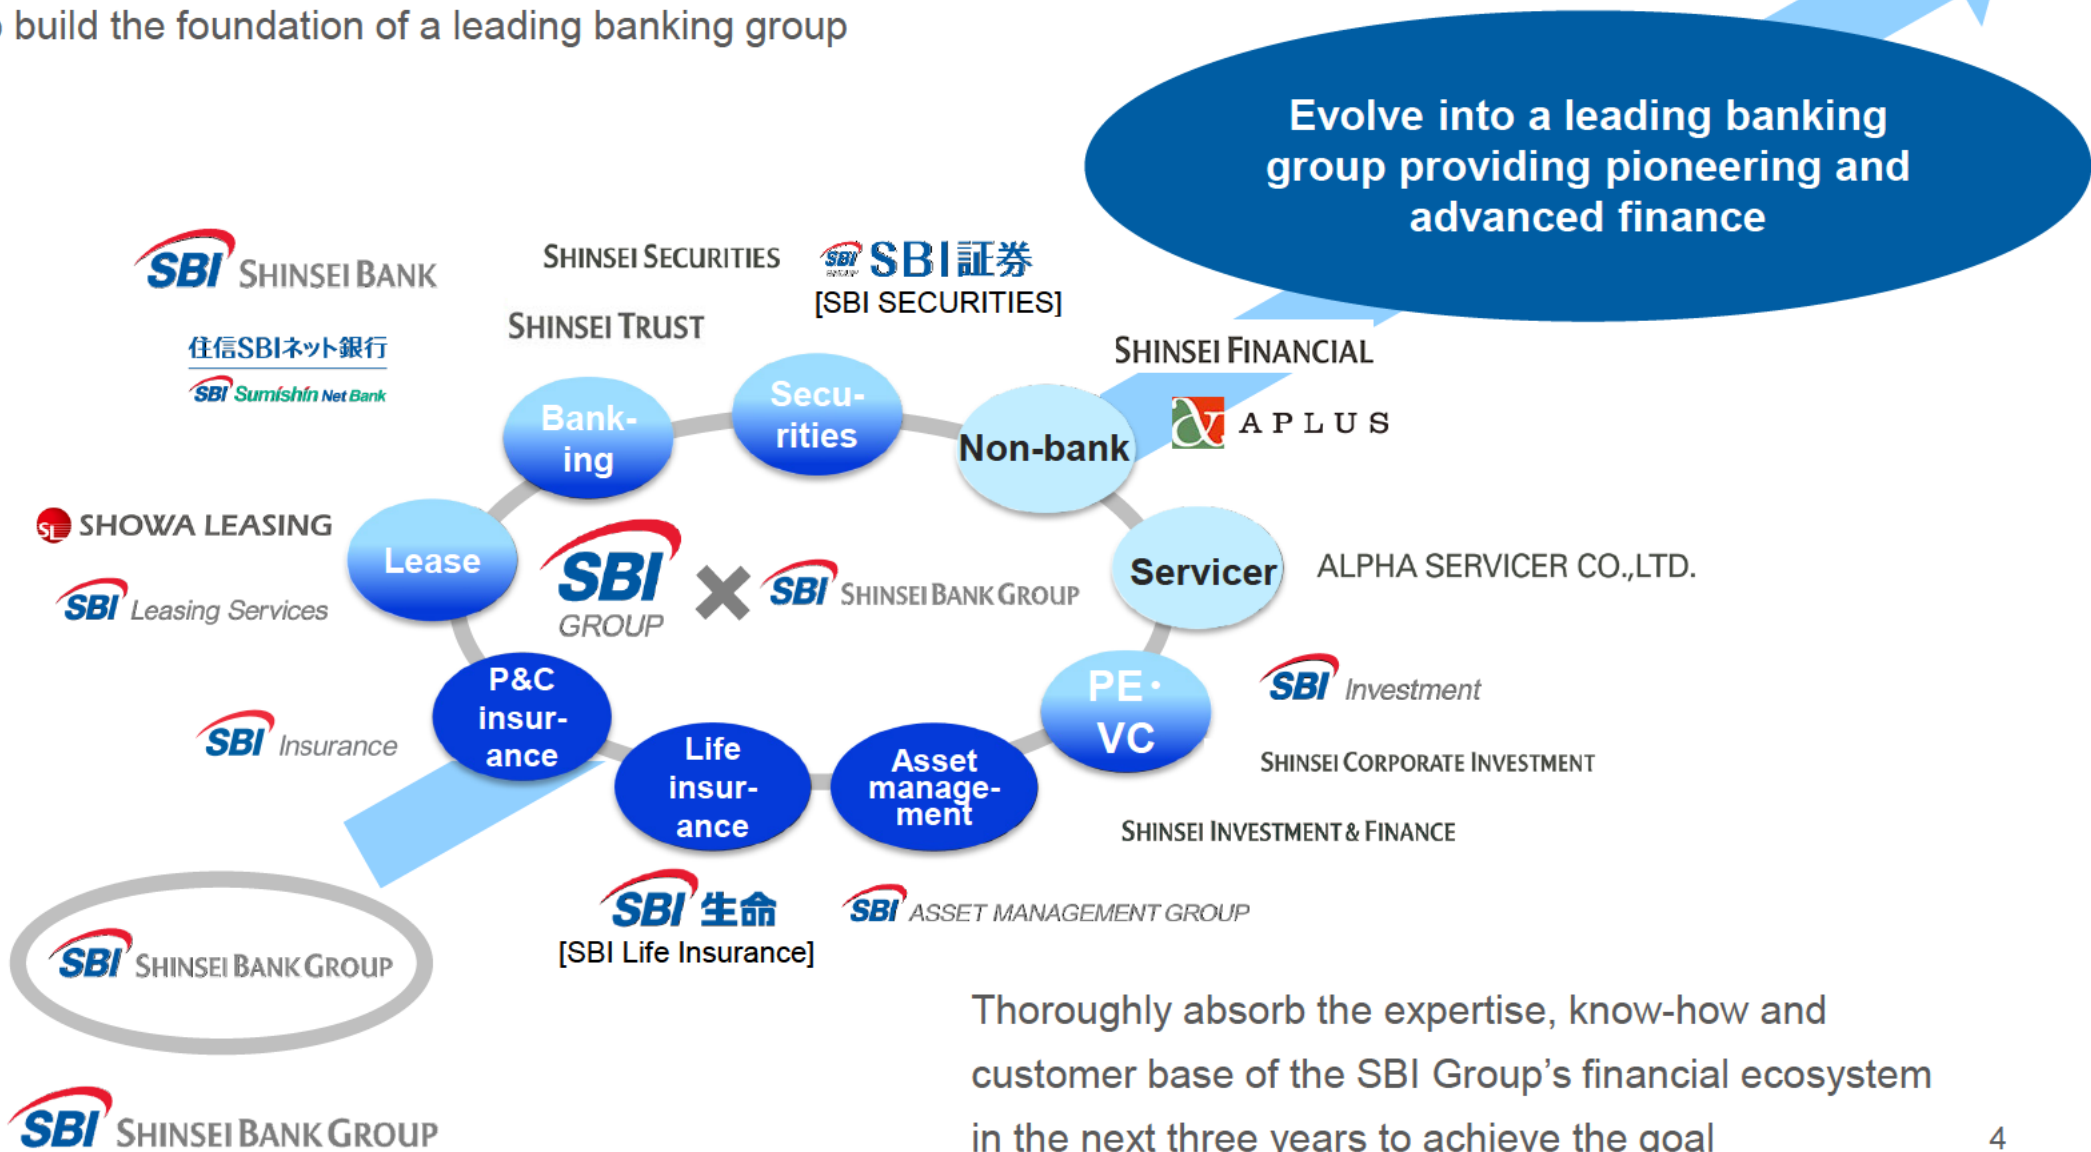 build the foundation of a leading banking group
Evolve into a leading banking
group providing pioneering and
advanced finance
SBI SHINSEI BANK
住信SBIネット銀行
SBI Sumishin Net Bank
SHINSEI SECURITIES
SHINSEI TRUST
SBI SBI証券
[SBI SECURITIES]
SHINSEI FINANCIAL
APLUS
Bank-
ing
Secu-
rities
Non-bank
SL SHOWA LEASING
SBI Leasing Services
Lease
SBI
GROUP
SBI SHINSEI BANK GROUP
Servicer
ALPHA SERVICER CO.,LTD.
SBI Insurance
P&C
insur-
ance
Life
insur-
ance
Asset
manage-
ment
PE・
VC
SBI Investment
SHINSEI CORPORATE INVESTMENT
SHINSEI INVESTMENT & FINANCE
SBI生命
[SBI Life Insurance]
SBI ASSET MANAGEMENT GROUP
SBI SHINSEI BANK GROUP
Thoroughly absorb the expertise, know-how and
customer base of the SBI Group's financial ecosystem
in the next three years to achieve the goal
SBI SHINSEI BANK GROUP
4